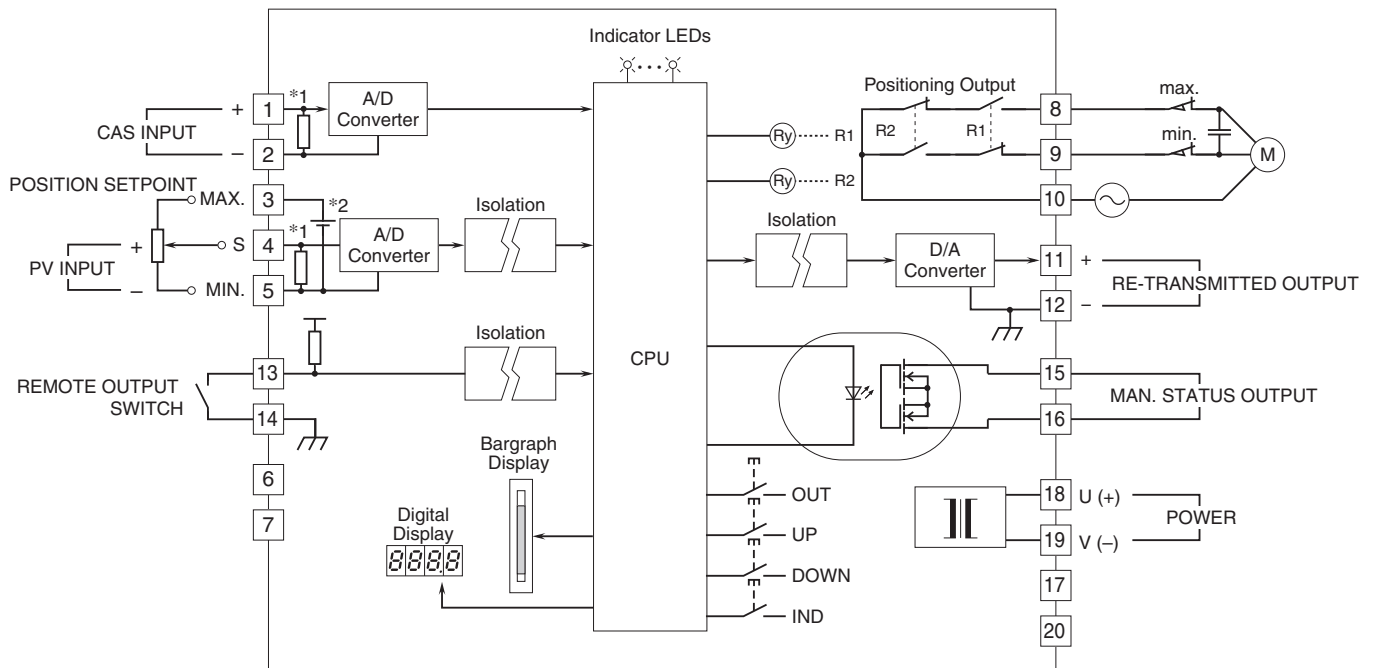 Indicator LEDs
*1
A/D
Converter
+ 1
CAS INPUT
– 2
POSITION SETPOINT
MAX. 3
*2
*1
A/D
Converter
Isolation
+ S 4
PV INPUT
– MIN. 5
Isolation
13
REMOTE OUTPUT
SWITCH
14
6
7
Bargraph
Display
Digital
Display
8888
CPU
Positioning Output
Ry R1
R2 R1
Ry R2
8 max.
9 min.
M
10
Isolation
D/A
Converter
11 +
RE-TRANSMITTED OUTPUT
12 –
15
MAN. STATUS OUTPUT
16
OUT
UP
DOWN
IND
18 U (+)
POWER
19 V (–)
17
20